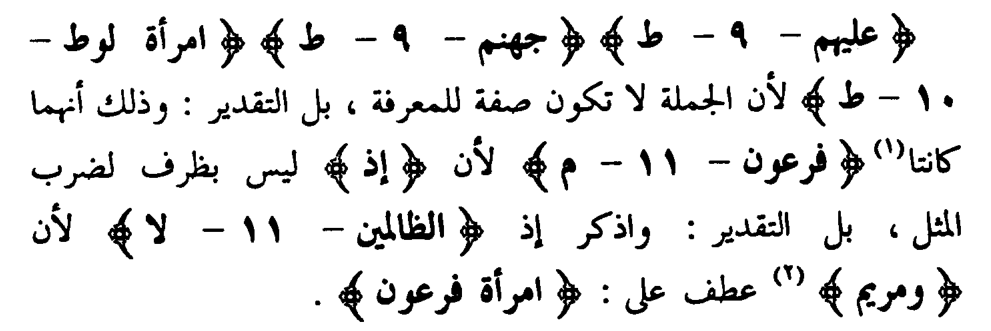 ﴿ عليهم – ٩ – ط ﴾ ﴿ جهنم – ٩ – ط ﴾ ﴿ امرأة لوط –
١٠ – ط ﴾ لأن الجملة لا تكون صفة للمعرفة ، بل التقدير : وذلك أنهما
كانتا(١) ﴿ فرعون – ١١ – م ﴾ لأن ﴿ إذ ﴾ ليس بظرف لضرب
المثل ، بل التقدير : واذكر إذ ﴿ الظالمين – ١١ – لا ﴾ لأن
﴿ ومريم ﴾ (٢) عطف على : ﴿ امرأة فرعون ﴾ .